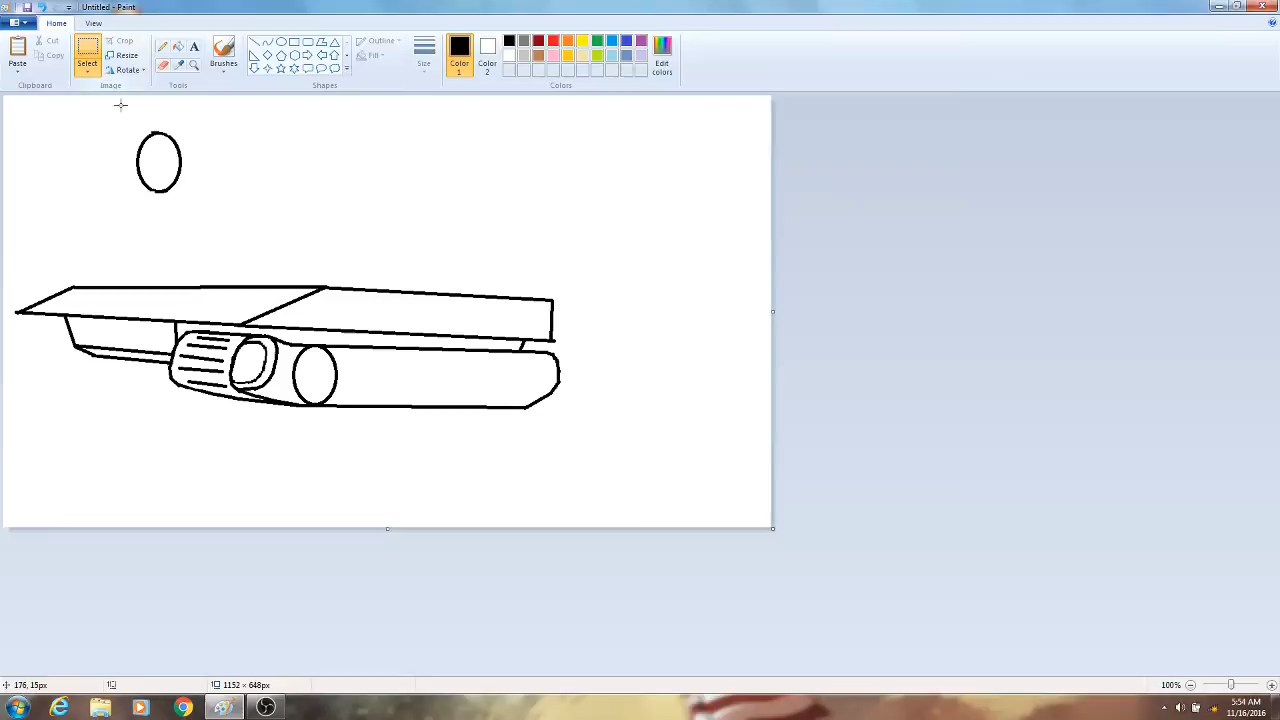 Untitled - Paint
Home View
Paste
Cut
Copy
Select
Crop
Resize
Rotate
A
Brushes
Outline
Fill
Size
Color
1
Color
2
Edit
colors
Clipboard Image Tools Shapes Colors
176, 15px
1152 × 648px
100%
5:54 AM
11/16/2016